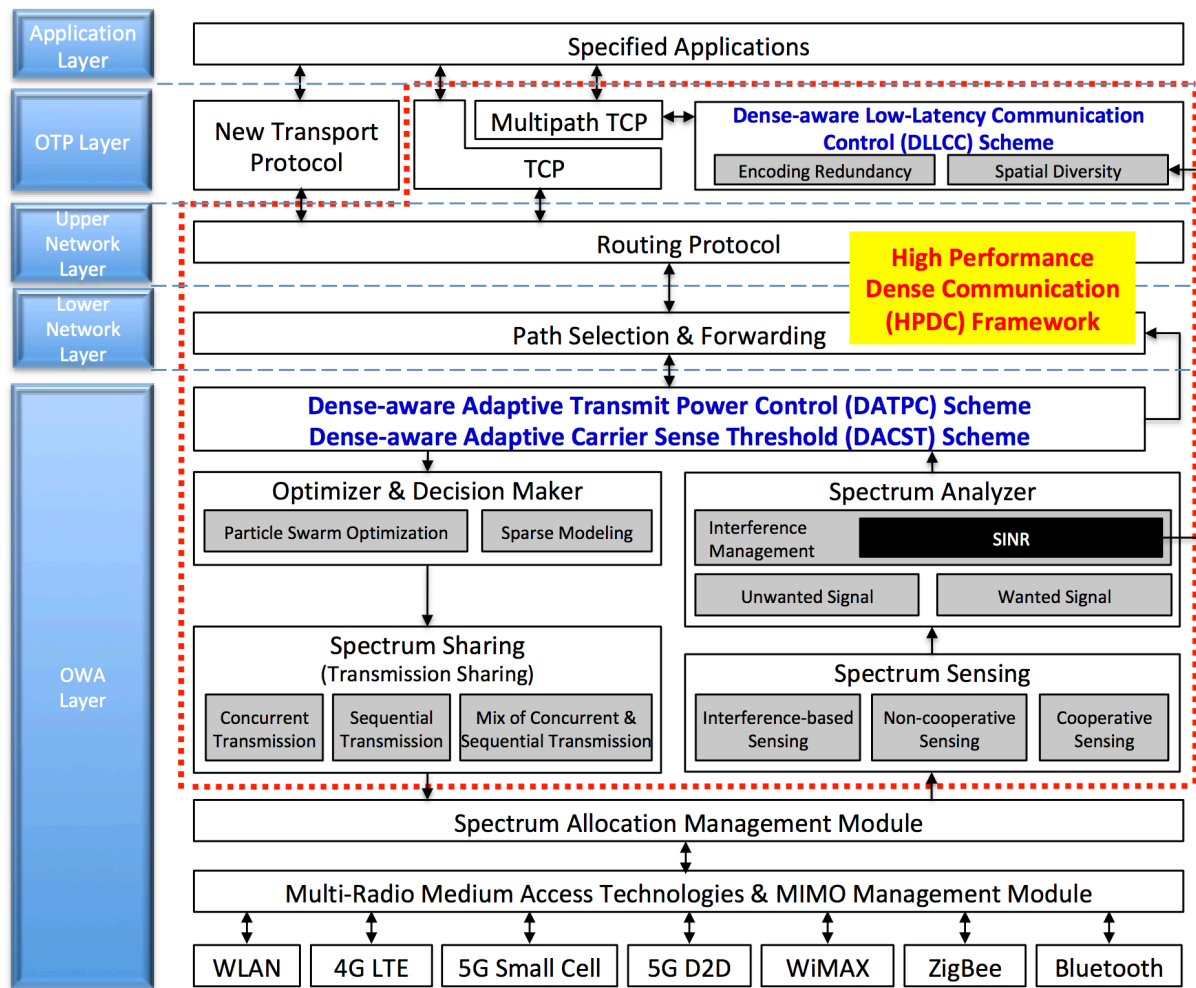 Application
Layer
Specified Applications
OTP Layer
New Transport
Protocol
Multipath TCP
TCP
Dense-aware Low-Latency Communication
Control (DLLCC) Scheme
Encoding Redundancy
Spatial Diversity
Upper
Network
Layer
Routing Protocol
High Performance
Dense Communication
(HPDC) Framework
Lower
Network
Layer
Path Selection & Forwarding
OWA
Layer
Dense-aware Adaptive Transmit Power Control (DATPC) Scheme
Dense-aware Adaptive Carrier Sense Threshold (DACST) Scheme
Optimizer & Decision Maker
Particle Swarm Optimization
Sparse Modeling
Spectrum Analyzer
Interference
Management
SINR
Unwanted Signal
Wanted Signal
Spectrum Sharing
(Transmission Sharing)
Concurrent
Transmission
Sequential
Transmission
Mix of Concurrent &
Sequential Transmission
Spectrum Sensing
Interference-based
Sensing
Non-cooperative
Sensing
Cooperative
Sensing
Spectrum Allocation Management Module
Multi-Radio Medium Access Technologies & MIMO Management Module
WLAN
4G LTE
5G Small Cell
5G D2D
WiMAX
ZigBee
Bluetooth